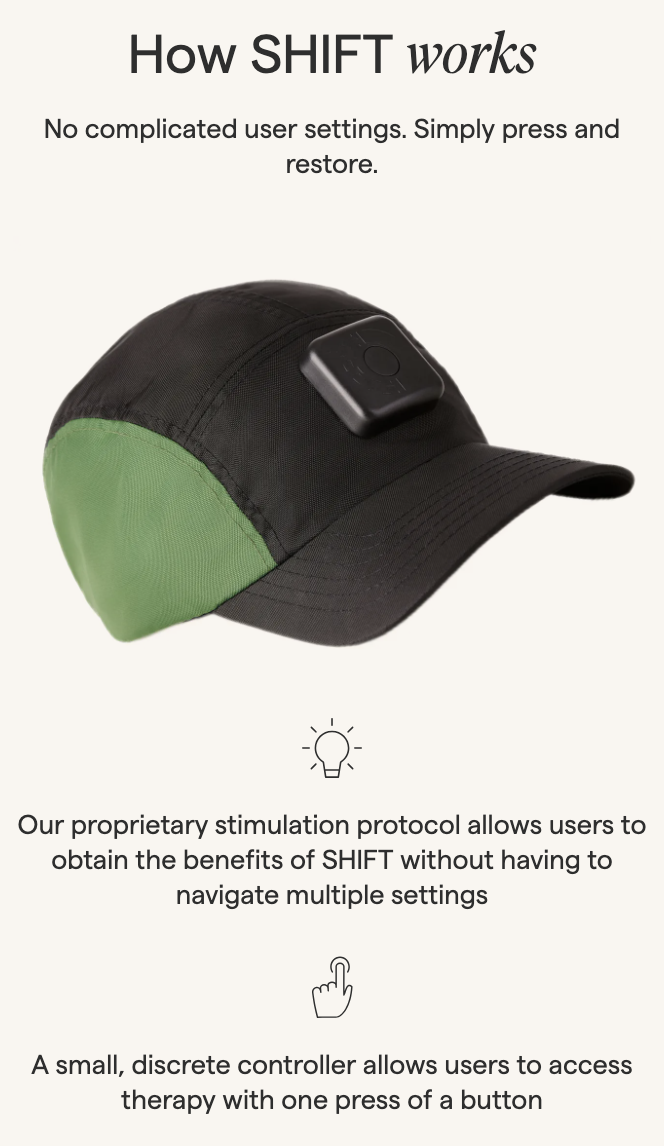 How SHIFT works
No complicated user settings. Simply press and
restore.
Our proprietary stimulation protocol allows users to
obtain the benefits of SHIFT without having to
navigate multiple settings
A small, discrete controller allows users to access
therapy with one press of a button